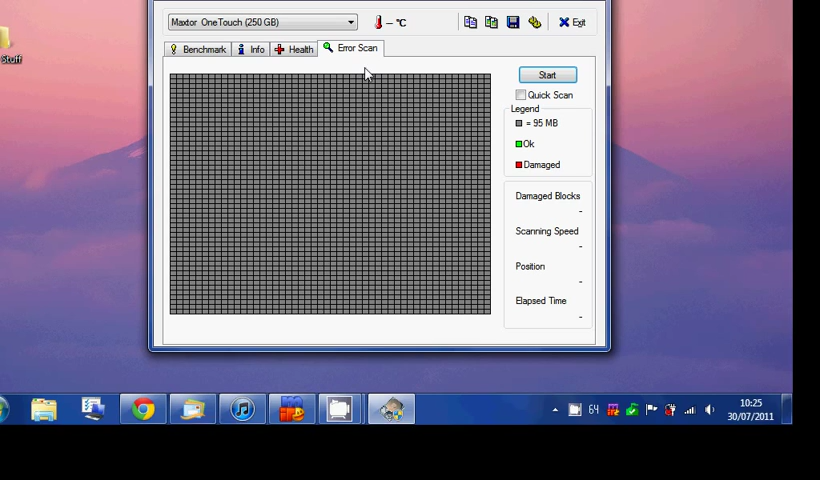 Maxtor OneTouch (250 GB)
– °C
Exit
Benchmark
Info
Health
Error Scan
Stuff
Start
Quick Scan
Legend
= 95 MB
Ok
Damaged
Damaged Blocks
-
Scanning Speed
-
Position
-
Elapsed Time
-
64
10:25
30/07/2011